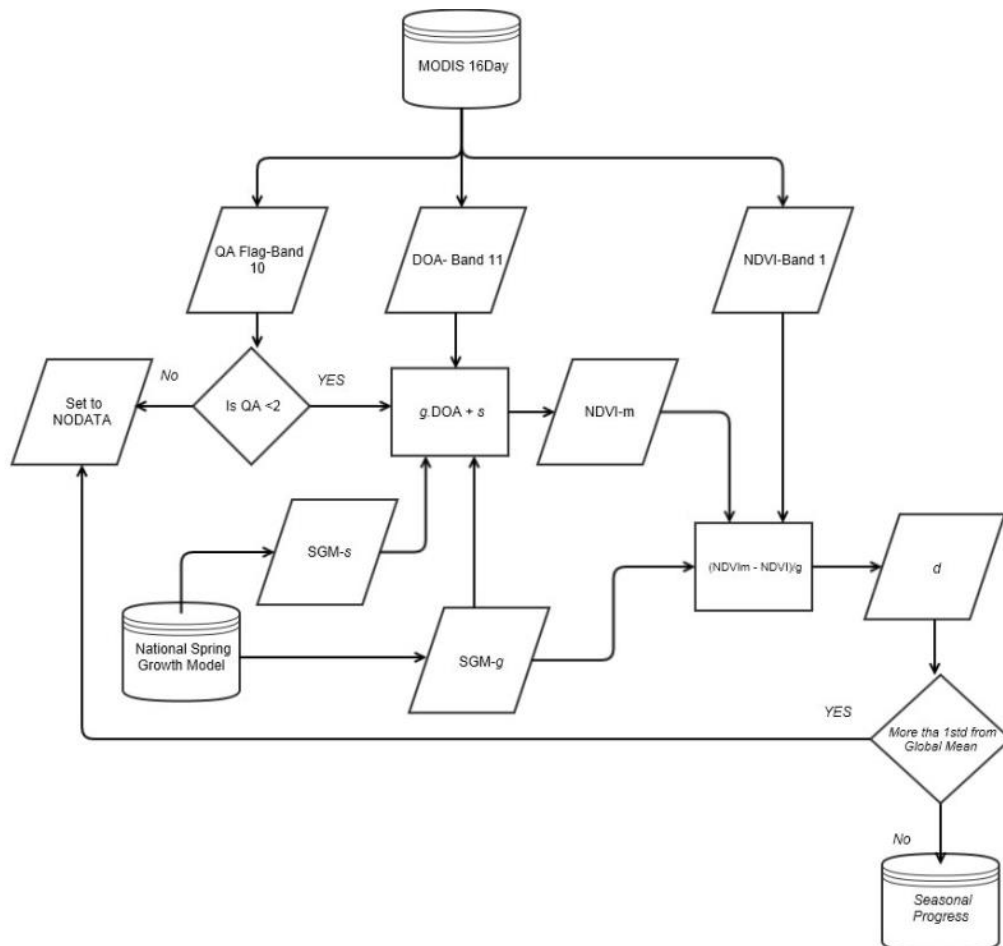 MODIS 16Day
QA Flag-Band
10
DOA- Band 11
NDVI-Band 1
No
YES
Set to
NODATA
Is QA <2
g.DOA + s
NDVI-m
SGM-s
(NDVIm - NDVI)/g
d
National Spring
Growth Model
SGM-g
YES
More tha 1std from
Global Mean
No
Seasonal
Progress